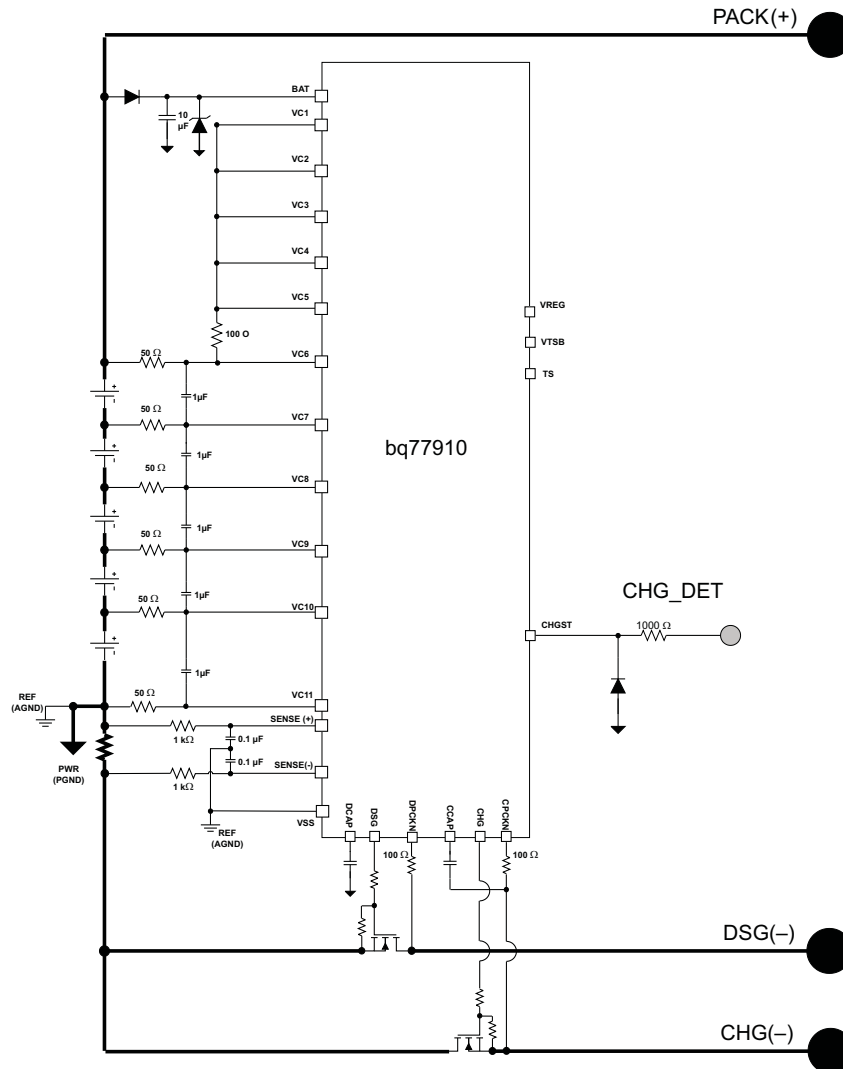 PACK(+)
BAT
10
µF
VC1
VC2
VC3
VC4
VC5
100 O
50 Ω
VC6
1µF
50 Ω
VC7
1µF
50 Ω
VC8
1µF
50 Ω
VC9
1µF
50 Ω
VC10
1µF
50 Ω
VC11
VREG
VTSB
TS
bq77910
CHG_DET
CHGST
1000 Ω
REF
(AGND)
PWR
(PGND)
SENSE (+)
1 kΩ
0.1 µF
0.1 µF
SENSE(-)
1 kΩ
VSS
REF
(AGND)
DCAP
DSG
DPCKN
CCAP
CHG
CPCKN
100 Ω
100 Ω
DSG(–)
CHG(–)